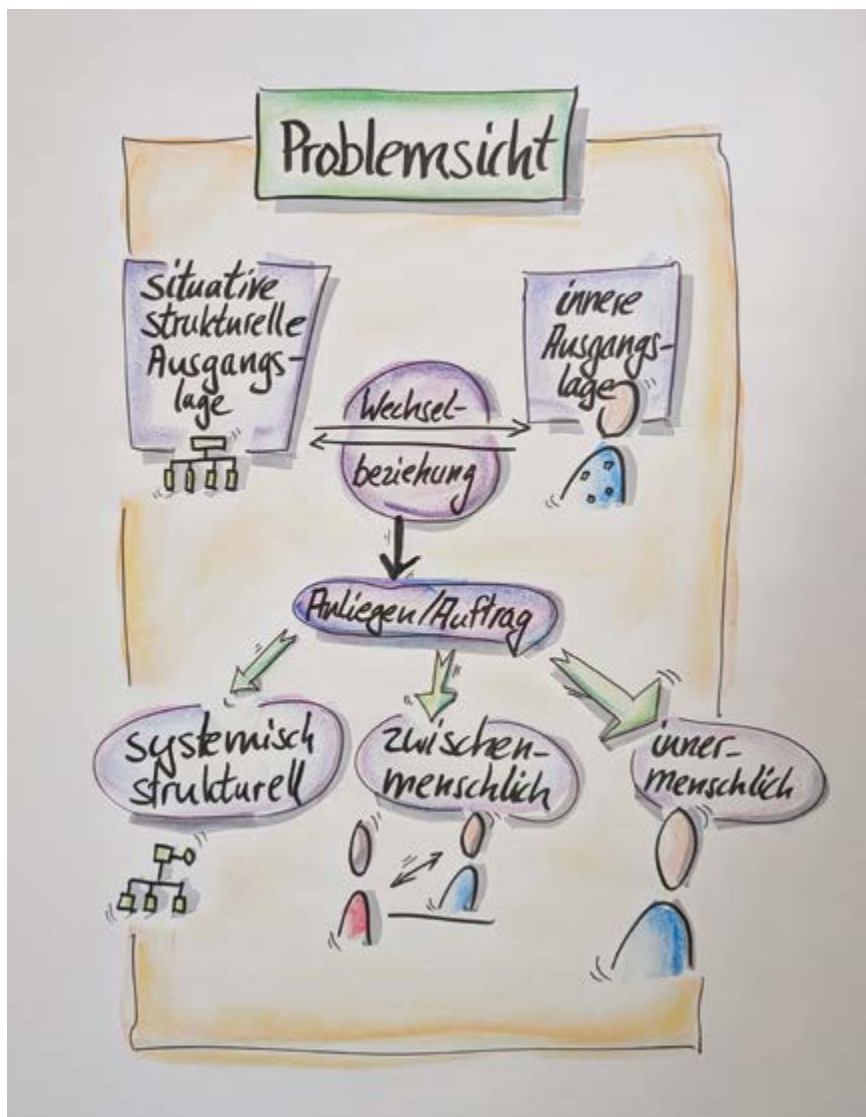 Problemsicht
situative
strukturelle
Ausgangs-
lage
innere
Ausgangs-
lage
Wechsel-
beziehung
Anliegen/Auftrag
systemisch
strukturell
zwischen-
menschlich
inner-
menschlich